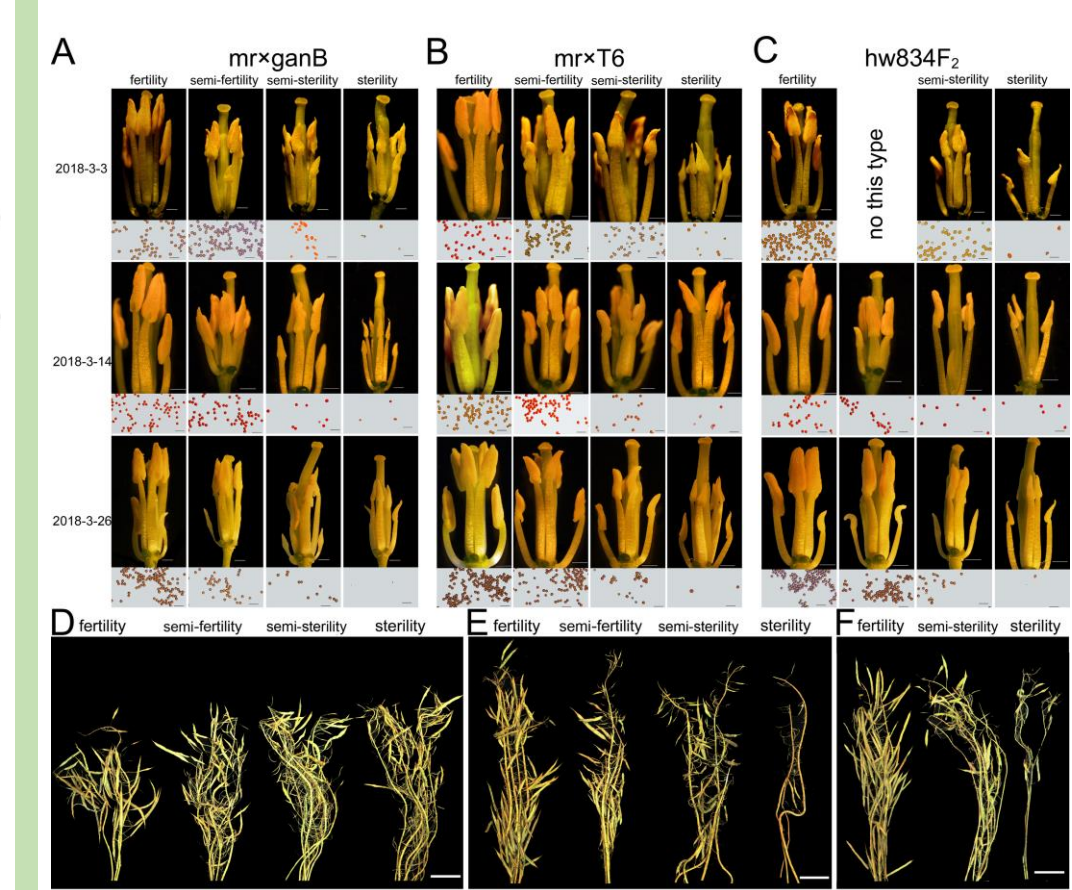 A
mr×ganB
fertility semi-fertility semi-sterility sterility
B
mr×T6
fertility semi-fertility semi-sterility sterility
C
hw834F₂
fertility semi-sterility sterility
2018-3-3
no this type
2018-3-14
2018-3-26
D fertility semi-fertility semi-sterility sterility
E fertility semi-fertility semi-sterility sterility
F fertility semi-sterility sterility